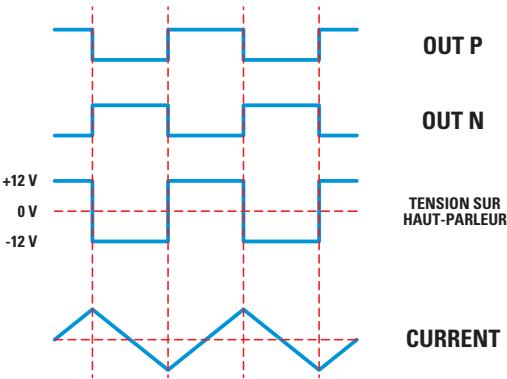 OUT P
OUT N
+12 V
0 V
-12 V
TENSION SUR
HAUT-PARLEUR
CURRENT